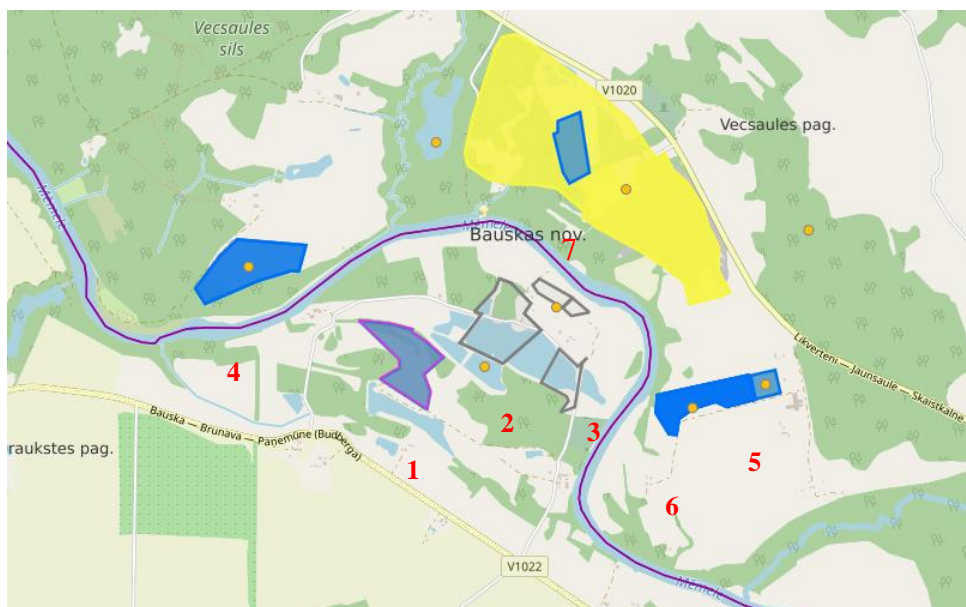 Vecsaules
sils
V1020
Vecsaules pag.
Mēmele
Mēmele
Bauskas nov.
7
4
Likverteni — Jaunsaule — Skaistkalne
Bauska — Brunava — Paņemūne (Budberga)
2
3
raukstes pag.
1
5
6
V1022
Mēmele